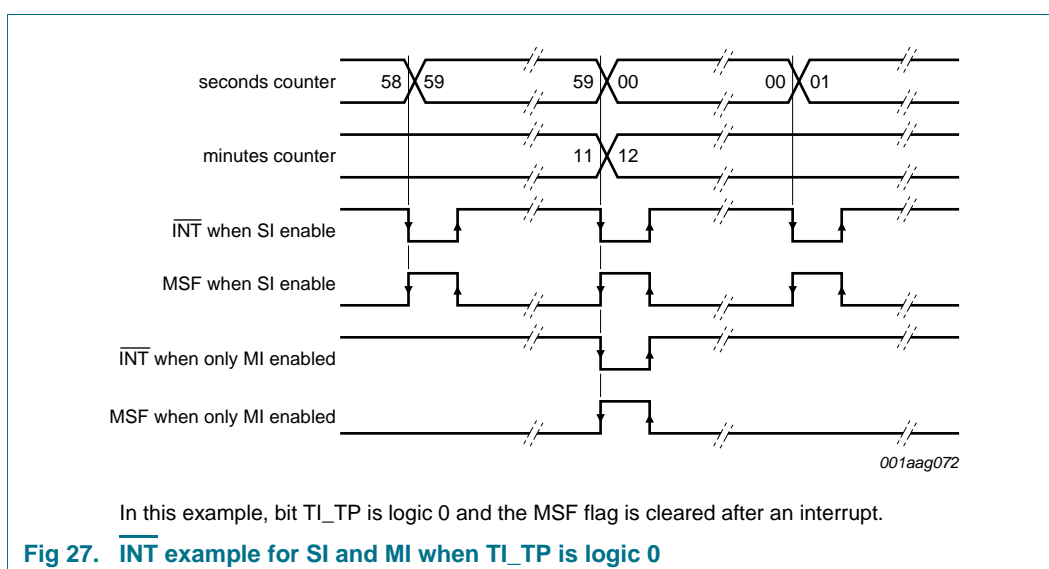 seconds counter 58 59 59 00 00 01
minutes counter 11 12
INT when SI enable
MSF when SI enable
INT when only MI enabled
MSF when only MI enabled
001aag072
In this example, bit TI_TP is logic 0 and the MSF flag is cleared after an interrupt.
Fig 27. INT example for SI and MI when TI_TP is logic 0